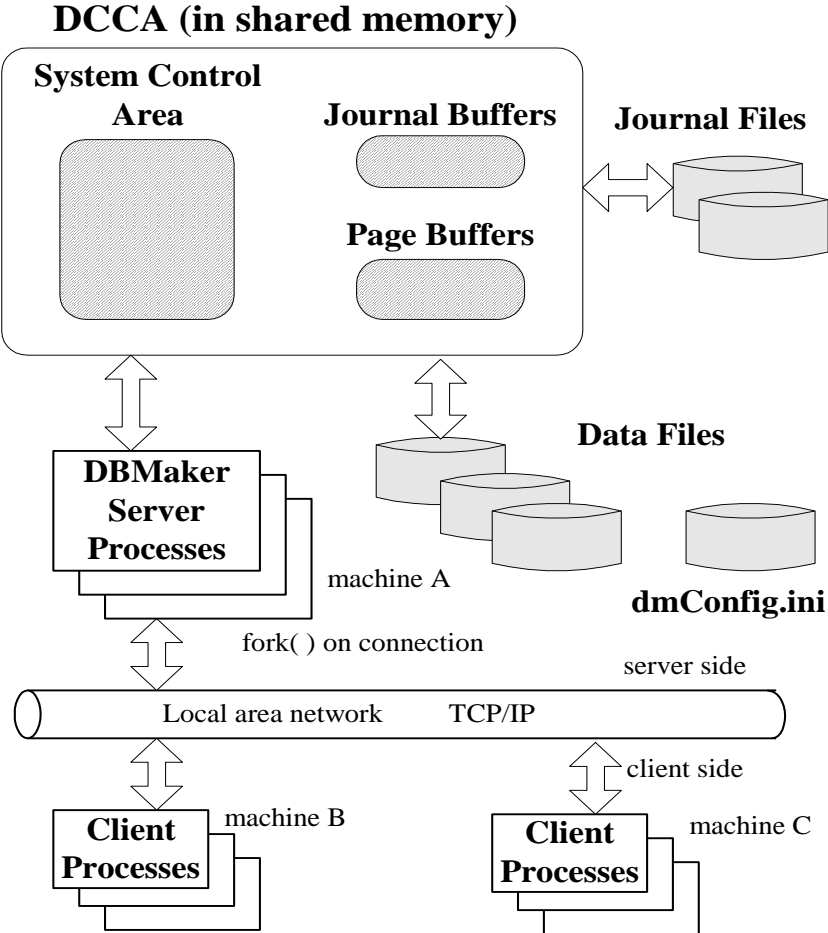 DCCA (in shared memory)
System Control
Area
Journal Buffers
Journal Files
Page Buffers
Data Files
DBMaker
Server
Processes
machine A
dmConfig.ini
fork( ) on connection
server side
Local area network TCP/IP
client side
machine B
Client
Processes
machine C
Client
Processes